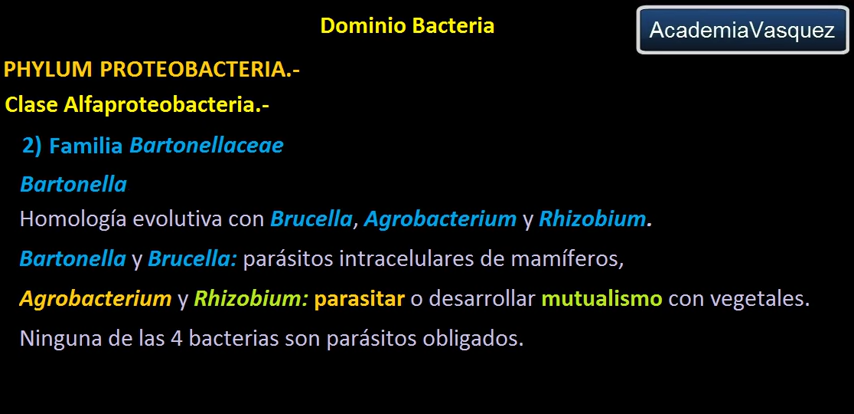 Dominio Bacteria
AcademiaVasquez
PHYLUM PROTEOBACTERIA.-
Clase Alfaproteobacteria.-
2) Familia Bartonellaceae
Bartonella
Homología evolutiva con Brucella, Agrobacterium y Rhizobium.
Bartonella y Brucella: parásitos intracelulares de mamíferos,
Agrobacterium y Rhizobium: parasitar o desarrollar mutualismo con vegetales.
Ninguna de las 4 bacterias son parásitos obligados.